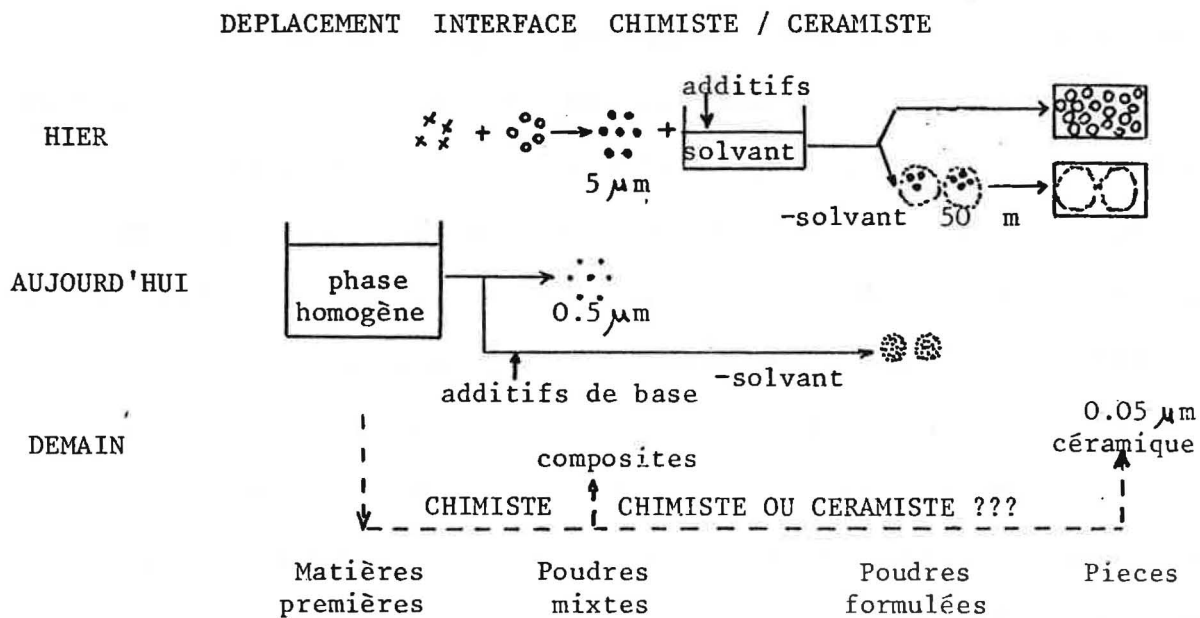 DEPLACEMENT INTERFACE CHIMISTE / CERAMISTE
additifs
HIER
+
+
solvant
5 µm
-solvant 50 m
AUJOURD'HUI
phase
homogène
0.5 µm
additifs de base
-solvant
DEMAIN
0.05 µm
céramique
composites
CHIMISTE
CHIMISTE OU CERAMISTE ???
Matières
premières
Poudres
mixtes
Poudres
formulées
Pieces